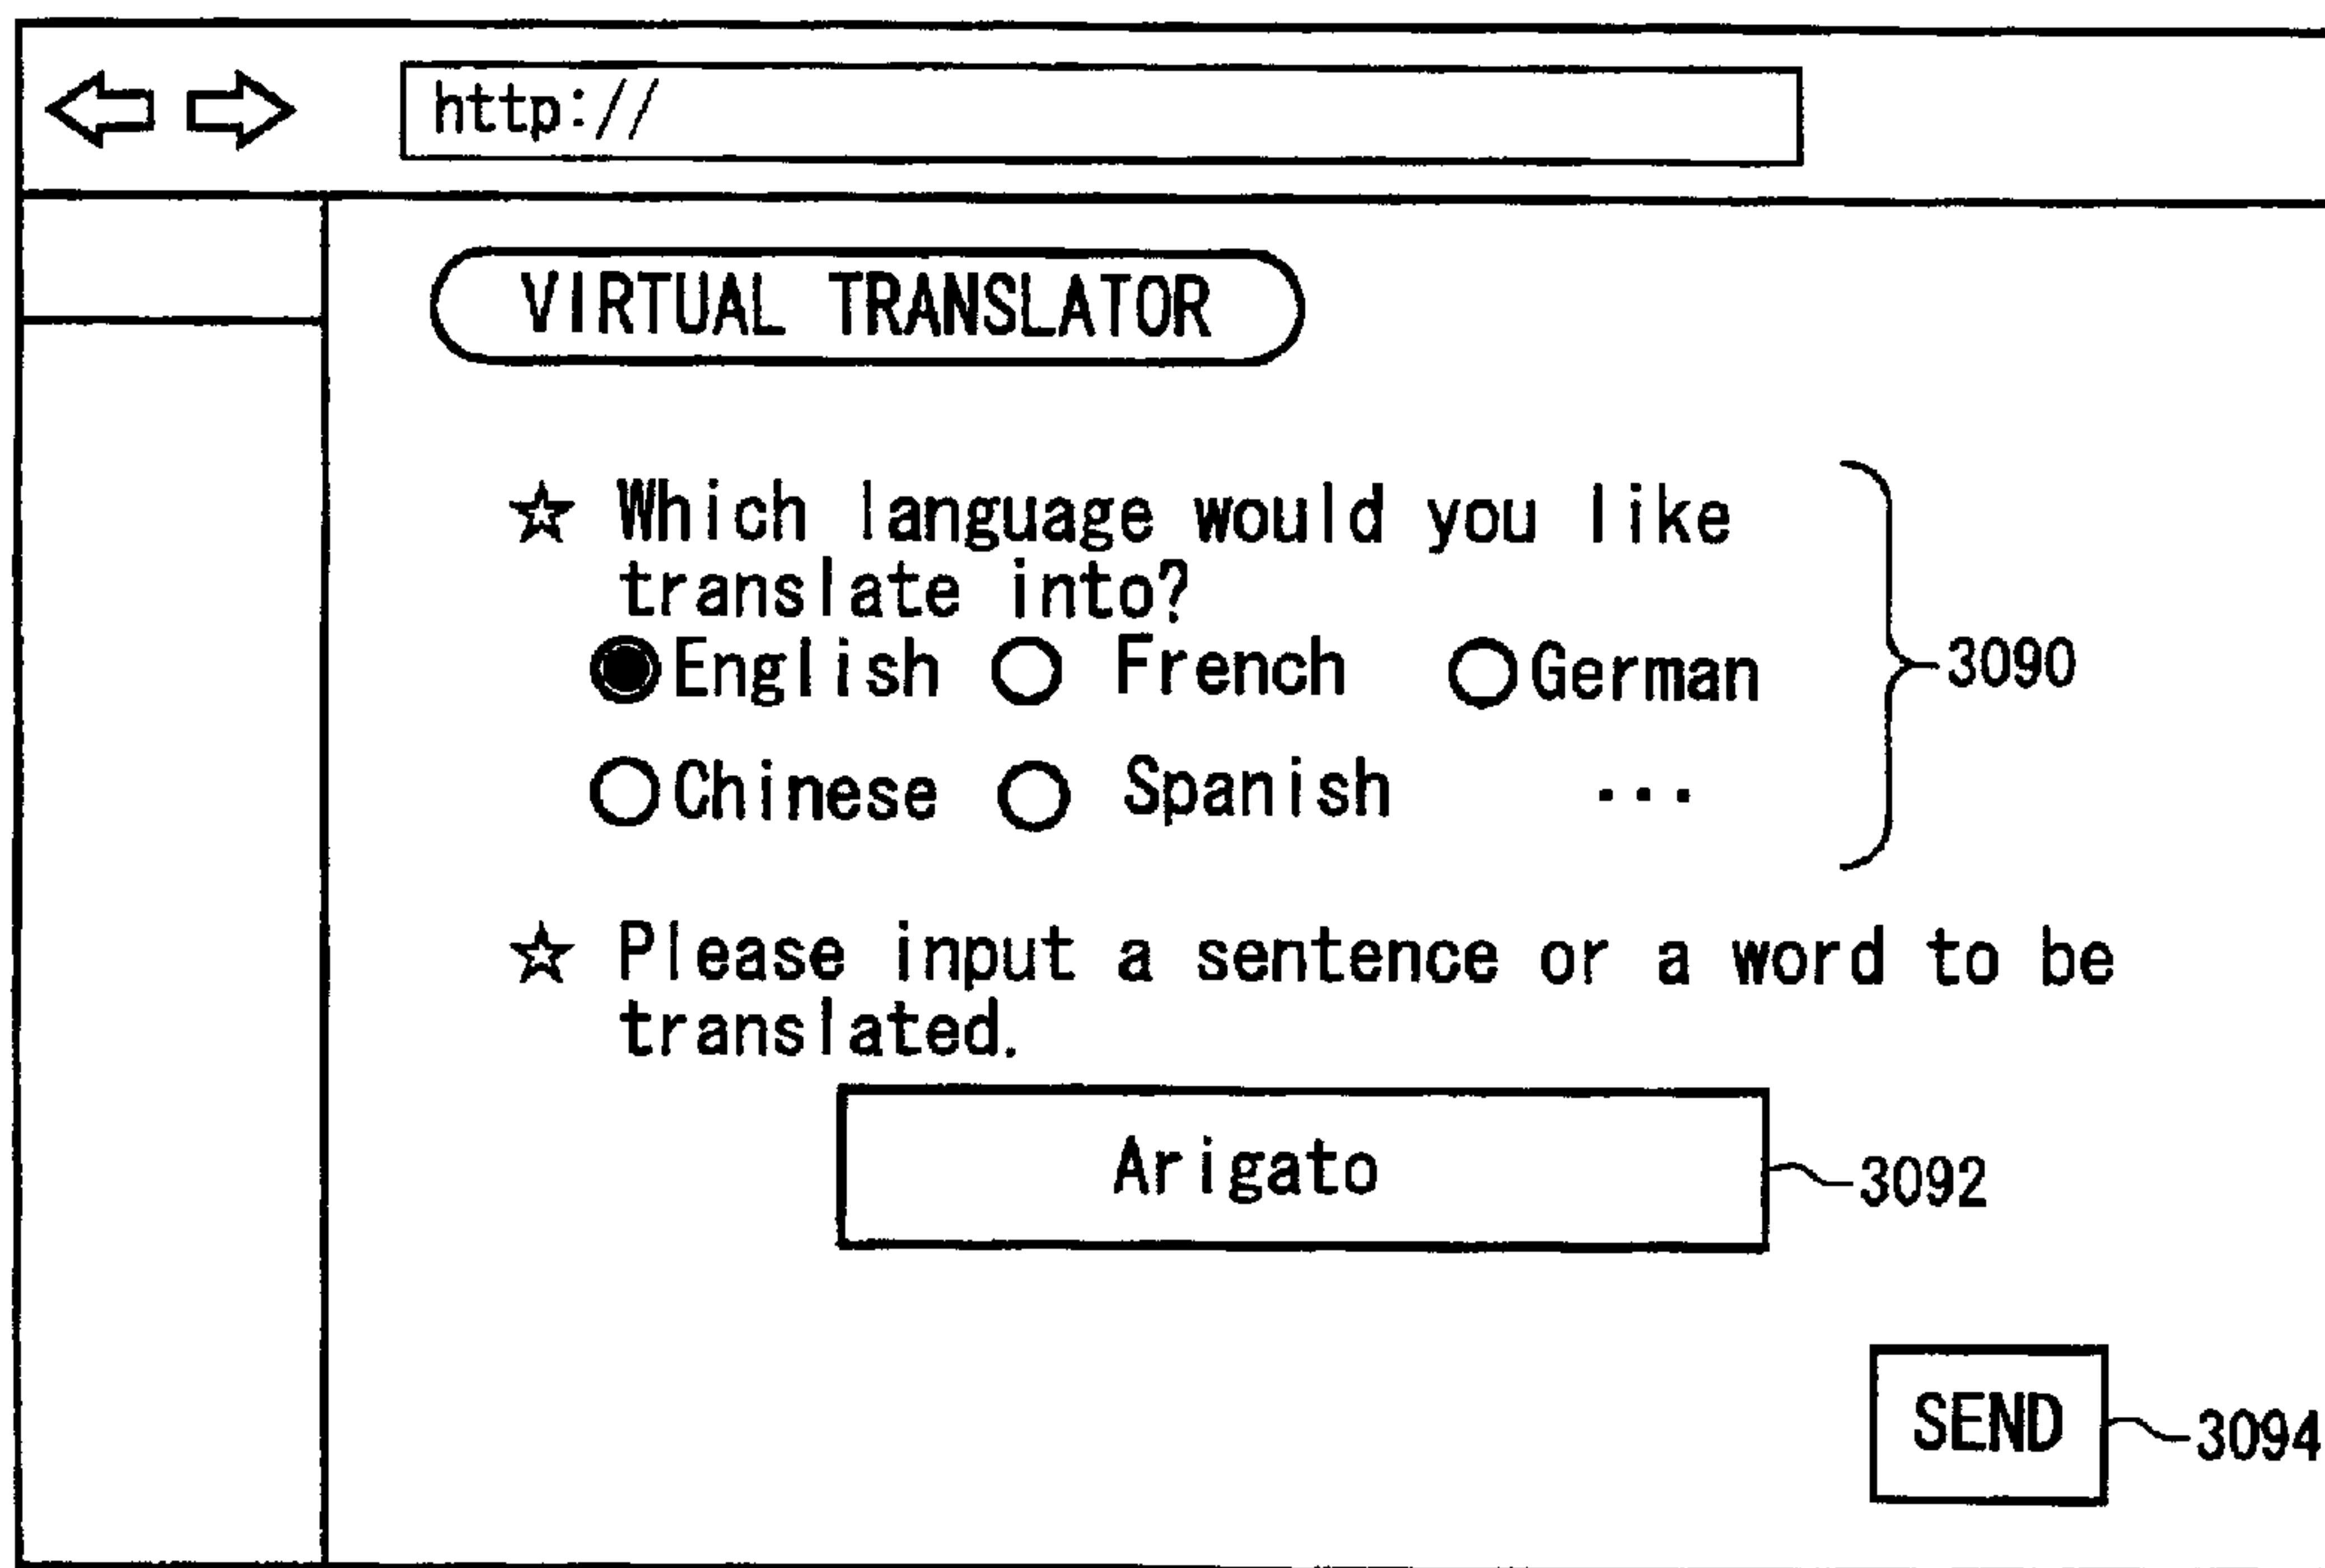 http://
VIRTUAL TRANSLATOR
☆ Which language would you like
translate into?
English French German
3090
Chinese Spanish ...
☆ Please input a sentence or a word to be
translated.
Arigato
3092
SEND
3094